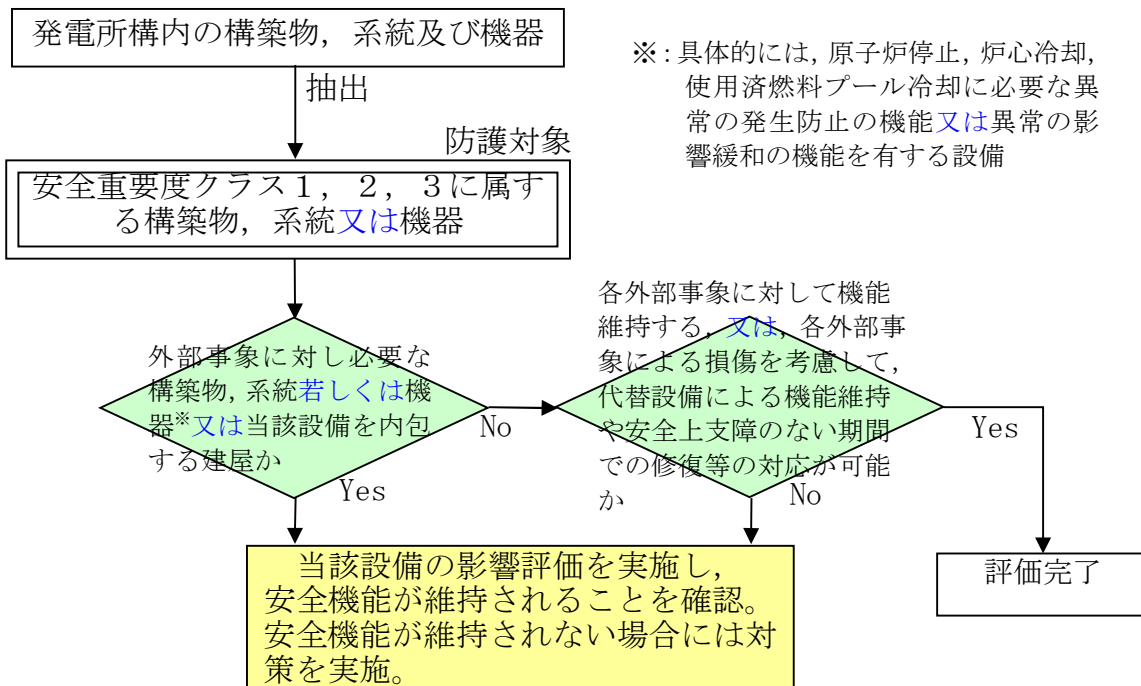 発電所構内の構築物，系統及び機器
抽出
※：具体的には，原子炉停止，炉心冷却，
使用済燃料プール冷却に必要な異
常の発生防止の機能又は異常の影
響緩和の機能を有する設備
防護対象
安全重要度クラス１，２，３に属す
る構築物，系統又は機器
外部事象に対し必要な
構築物，系統若しくは機
器※又は当該設備を内包
する建屋か
No
Yes
各外部事象に対して機能
維持する，又は，各外部事
象による損傷を考慮して，
代替設備による機能維持
や安全上支障のない期間
での修復等の対応が可能
か
Yes
No
当該設備の影響評価を実施し，
安全機能が維持されることを確認。
安全機能が維持されない場合には対
策を実施。
評価完了